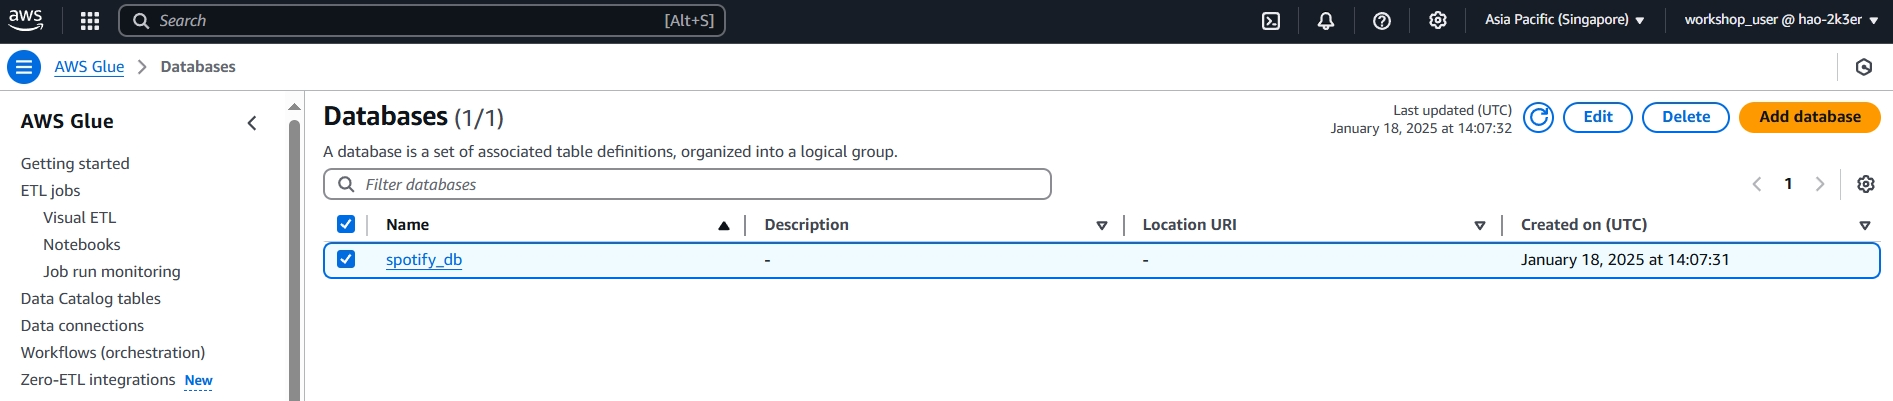 aws
Search [Alt+S]
Asia Pacific (Singapore) ▼
workshop_user @ hao-2k3er ▼
AWS Glue > Databases
AWS Glue
Getting started
ETL jobs
Visual ETL
Notebooks
Job run monitoring
Data Catalog tables
Data connections
Workflows (orchestration)
Zero-ETL integrations New
Databases (1/1)
Last updated (UTC)
January 18, 2025 at 14:07:32
Edit
Delete
Add database
A database is a set of associated table definitions, organized into a logical group.
Filter databases
1
Name Description Location URI Created on (UTC)
spotify_db - - January 18, 2025 at 14:07:31